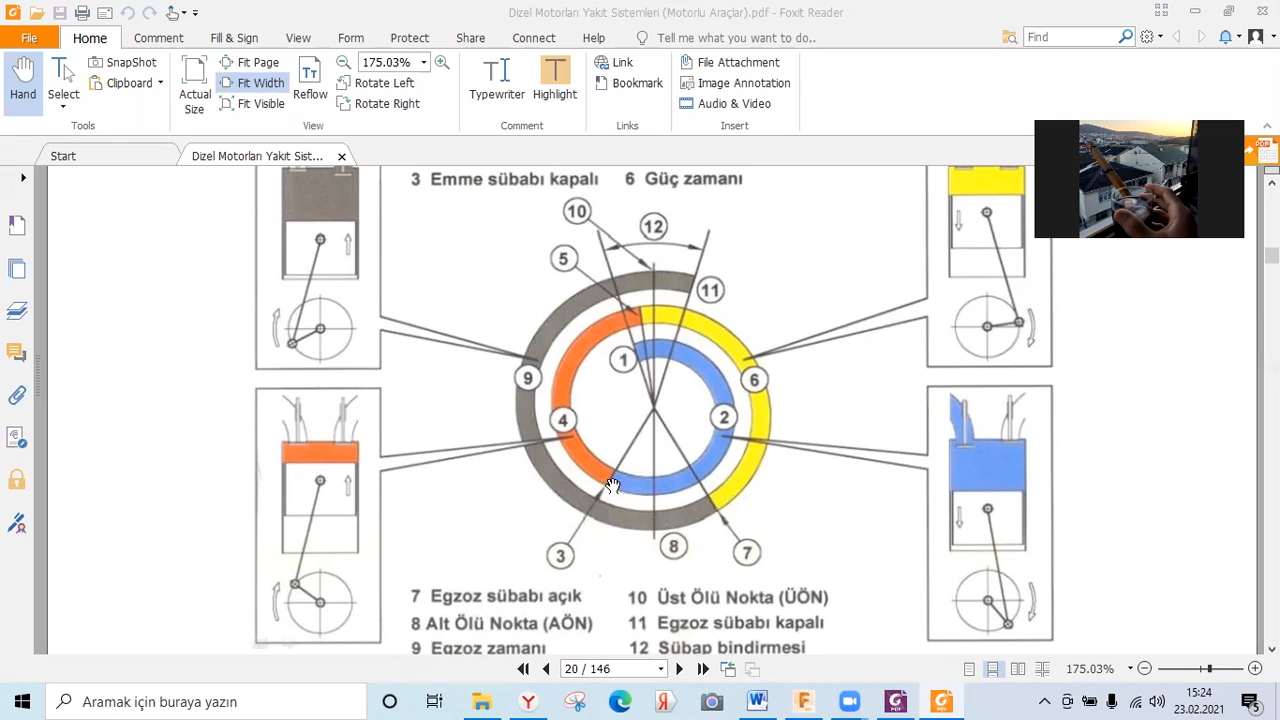 Dizel Motorları Yakıt Sistemleri (Motorlu Araçlar).pdf - Foxit Reader
File Home Comment Fill & Sign View Form Protect Share Connect Help Tell me what you want to do.. Find
Hand
Select
SnapShot
Clipboard
Tools
Actual Size
Fit Page
Fit Width
Fit Visible
Reflow
175.03%
Rotate Left
Rotate Right
View
Typewriter
Highlight
Comment
Link
Bookmark
Links
File Attachment
Image Annotation
Audio & Video
Insert
Start
Dizel Motorları Yakıt Sist...
3 Emme sübabı kapalı 6 Güç zamanı
10
12
5
11
1
9
6
4
2
3
8
7
7 Egzoz sübabı açık 10 Üst Ölü Nokta (ÜÖN)
8 Alt Ölü Nokta (AÖN) 11 Egzoz sübabı kapalı
9 Egzoz zamanı 12 Sübap bindirmesi
20 / 146
175.03%
Aramak için buraya yazın
15:24
23.02.2021
5